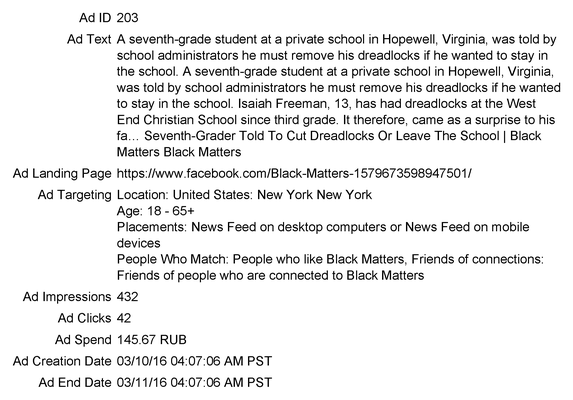 Ad ID 203
Ad Text A seventh-grade student at a private school in Hopewell, Virginia, was told by
school administrators he must remove his dreadlocks if he wanted to stay in
the school. A seventh-grade student at a private school in Hopewell, Virginia,
was told by school administrators he must remove his dreadlocks if he wanted
to stay in the school. Isaiah Freeman, 13, has had dreadlocks at the West
End Christian School since third grade. It therefore, came as a surprise to his
fa... Seventh-Grader Told To Cut Dreadlocks Or Leave The School | Black
Matters Black Matters
Ad Landing Page https://www.facebook.com/Black-Matters-1579673598947501/
Ad Targeting Location: United States: New York New York
Age: 18 - 65+
Placements: News Feed on desktop computers or News Feed on mobile
devices
People Who Match: People who like Black Matters, Friends of connections:
Friends of people who are connected to Black Matters
Ad Impressions 432
Ad Clicks 42
Ad Spend 145.67 RUB
Ad Creation Date 03/10/16 04:07:06 AM PST
Ad End Date 03/11/16 04:07:06 AM PST